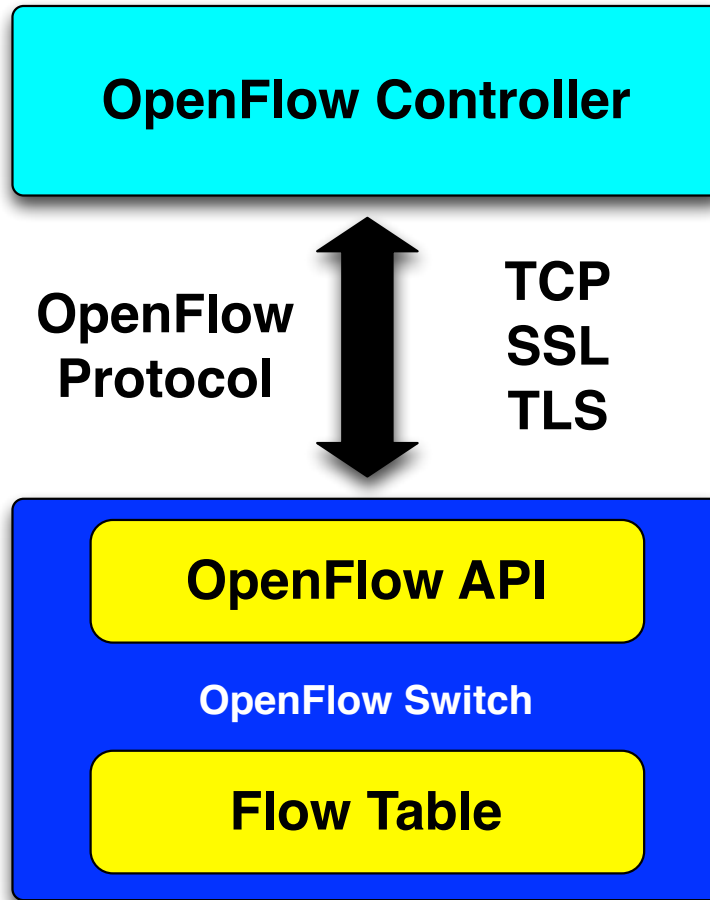 OpenFlow Controller
OpenFlow
Protocol
TCP
SSL
TLS
OpenFlow API
OpenFlow Switch
Flow Table